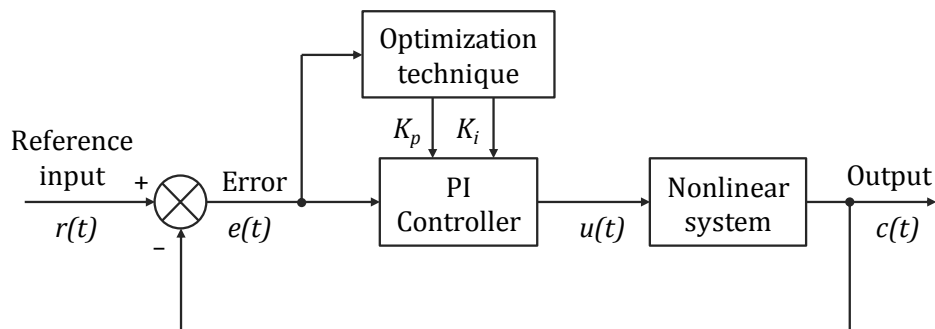 Optimization
technique
K_p
K_i
Reference
input
r(t)
+
−
Error
e(t)
PI
Controller
u(t)
Nonlinear
system
Output
c(t)